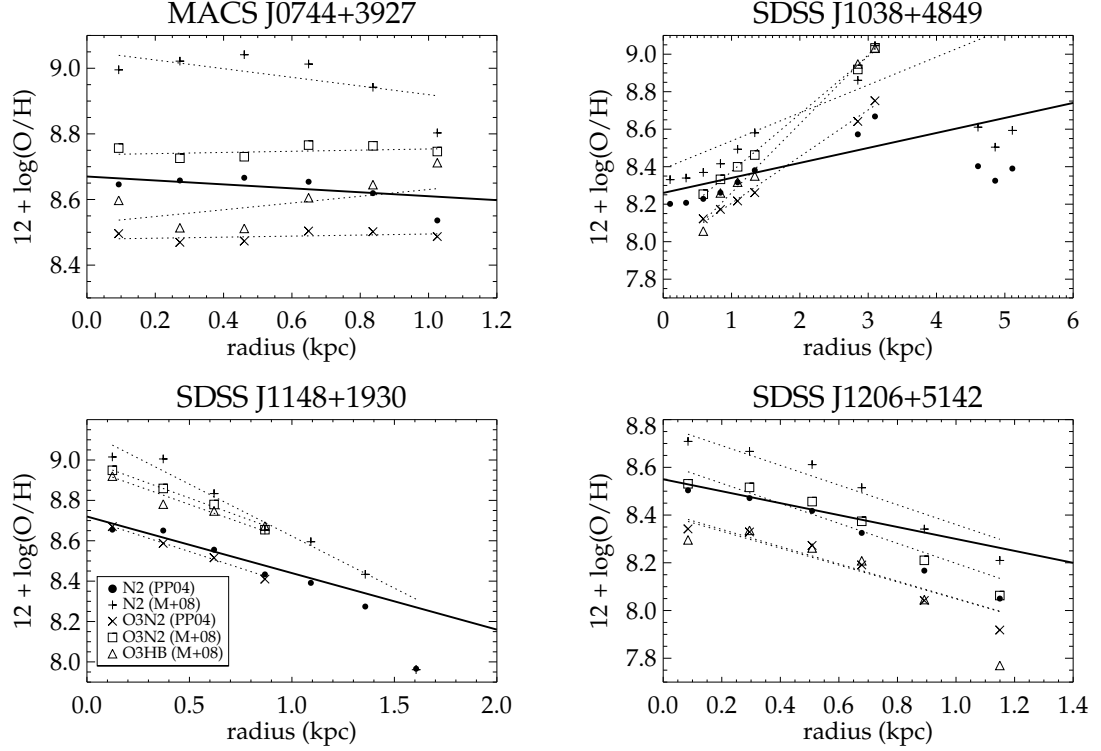 MACS J0744+3927
12 + log(O/H)
9.0
8.8
8.6
8.4
0.0 0.2 0.4 0.6 0.8 1.0 1.2
radius (kpc)
SDSS J1038+4849
12 + log(O/H)
9.0
8.8
8.6
8.4
8.2
8.0
7.8
0 1 2 3 4 5 6
radius (kpc)
SDSS J1148+1930
12 + log(O/H)
9.0
8.8
8.6
8.4
8.2
8.0
N2 (PP04)
N2 (M+08)
O3N2 (PP04)
O3N2 (M+08)
O3HB (M+08)
0.0 0.5 1.0 1.5 2.0
radius (kpc)
SDSS J1206+5142
12 + log(O/H)
8.8
8.6
8.4
8.2
8.0
7.8
0.0 0.2 0.4 0.6 0.8 1.0 1.2 1.4
radius (kpc)